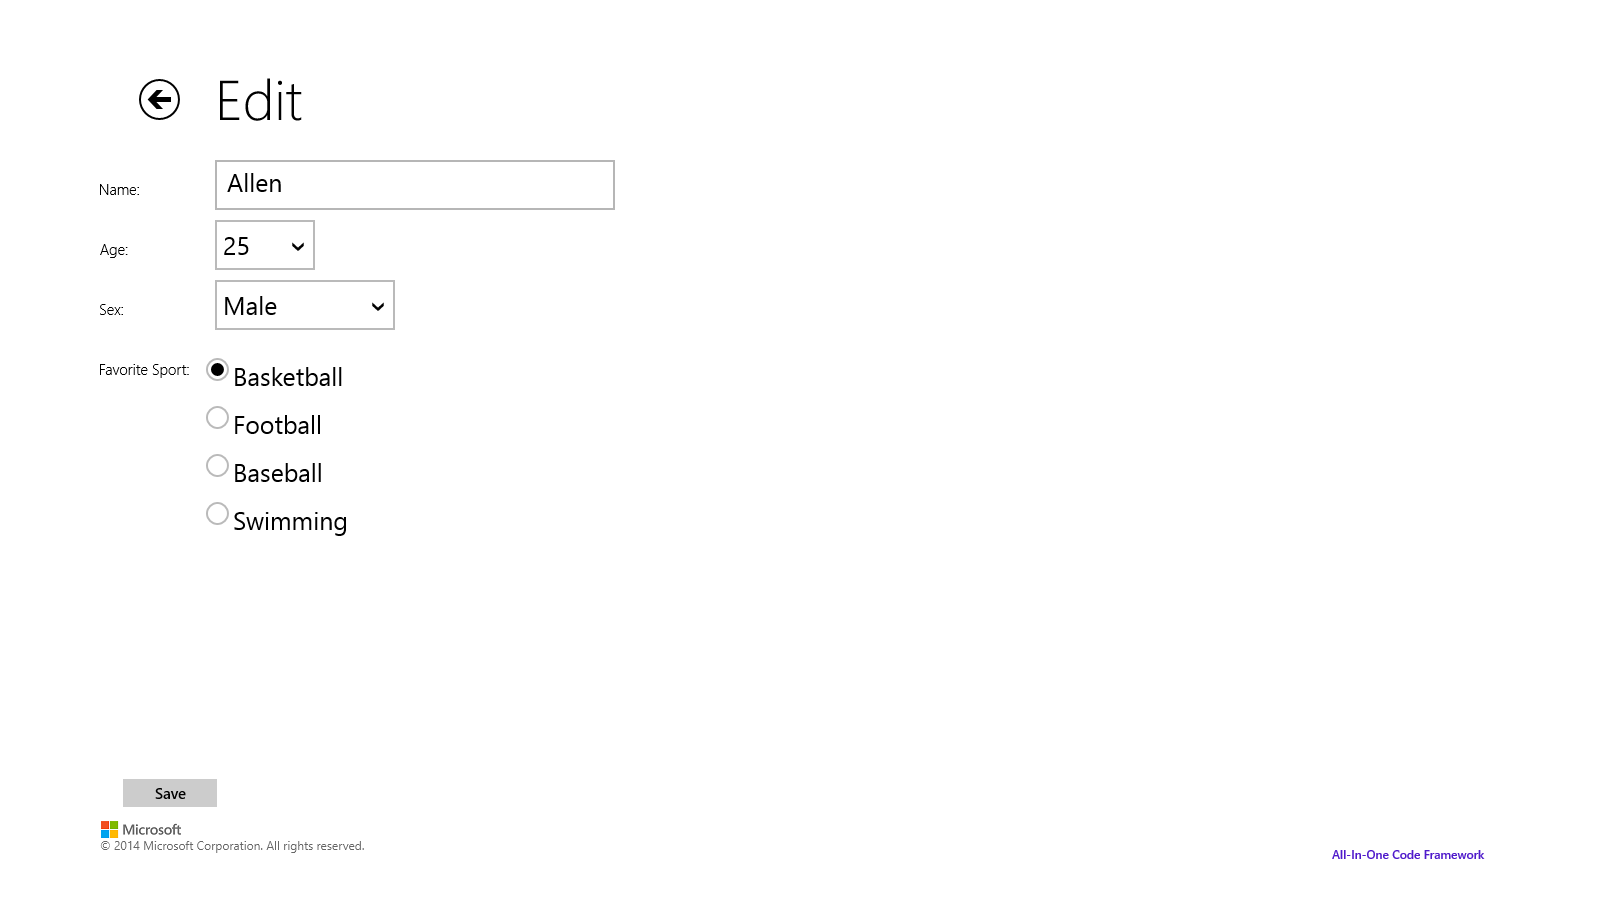 Edit
Name: Allen
Age: 25
Sex: Male
Favorite Sport: Basketball
Football
Baseball
Swimming
Save
Microsoft
© 2014 Microsoft Corporation. All rights reserved.
All-In-One Code Framework